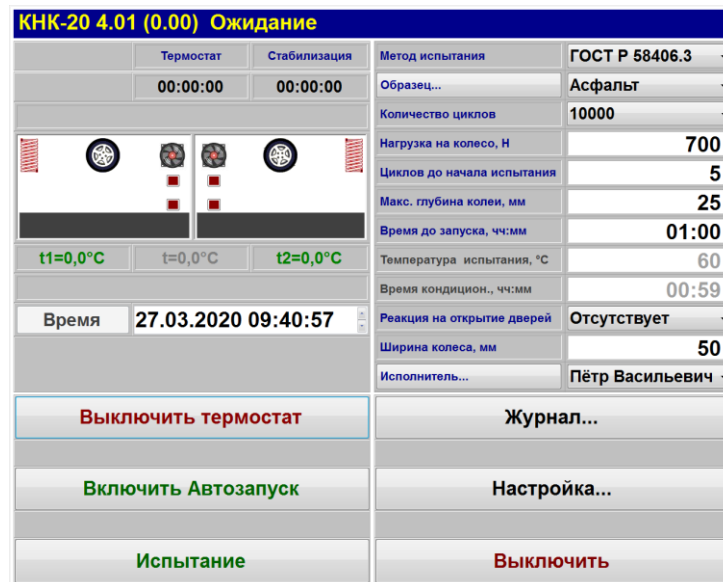 КНК-20 4.01 (0.00) Ожидание
Термостат Стабилизация
00:00:00 00:00:00
t1=0,0°C t=0,0°C t2=0,0°C
Время 27.03.2020 09:40:57
Метод испытания ГОСТ Р 58406.3
Образец... Асфальт
Количество циклов 10000
Нагрузка на колесо, Н 700
Циклов до начала испытания 5
Макс. глубина колеи, мм 25
Время до запуска, чч:мм 01:00
Температура испытания, °C 60
Время кондицион., чч:мм 00:59
Реакция на открытие дверей Отсутствует
Ширина колеса, мм 50
Исполнитель... Пётр Васильевич
Выключить термостат Журнал...
Включить Автозапуск Настройка...
Испытание Выключить